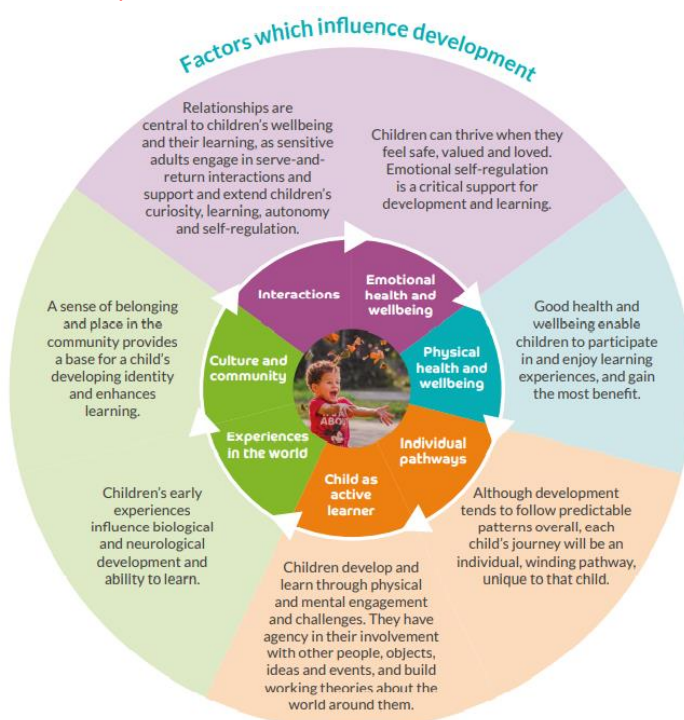 Factors which influence development
Relationships are
central to children's wellbeing
and their learning, as sensitive
adults engage in serve-and-
return interactions and
support and extend children's
curiosity, learning, autonomy
and self-regulation.
Children can thrive when they
feel safe, valued and loved.
Emotional self-regulation
is a critical support for
development and learning.
Good health and
wellbeing enable
children to participate
in and enjoy learning
experiences, and gain
the most benefit.
Although development
tends to follow predictable
patterns overall, each
child's journey will be an
individual, winding pathway,
unique to that child.
Children develop and
learn through physical
and mental engagement
and challenges. They have
agency in their involvement
with other people, objects,
ideas and events, and build
working theories about the
world around them.
Children's early
experiences
influence biological
and neurological
development and
ability to learn.
A sense of belonging
and place in the
community provides
a base for a child's
developing identity
and enhances
learning.
Interactions
Emotional
health and
wellbeing
Physical
health and
wellbeing
Individual
pathways
Child as
active
learner
Experiences
in the world
Culture and
community